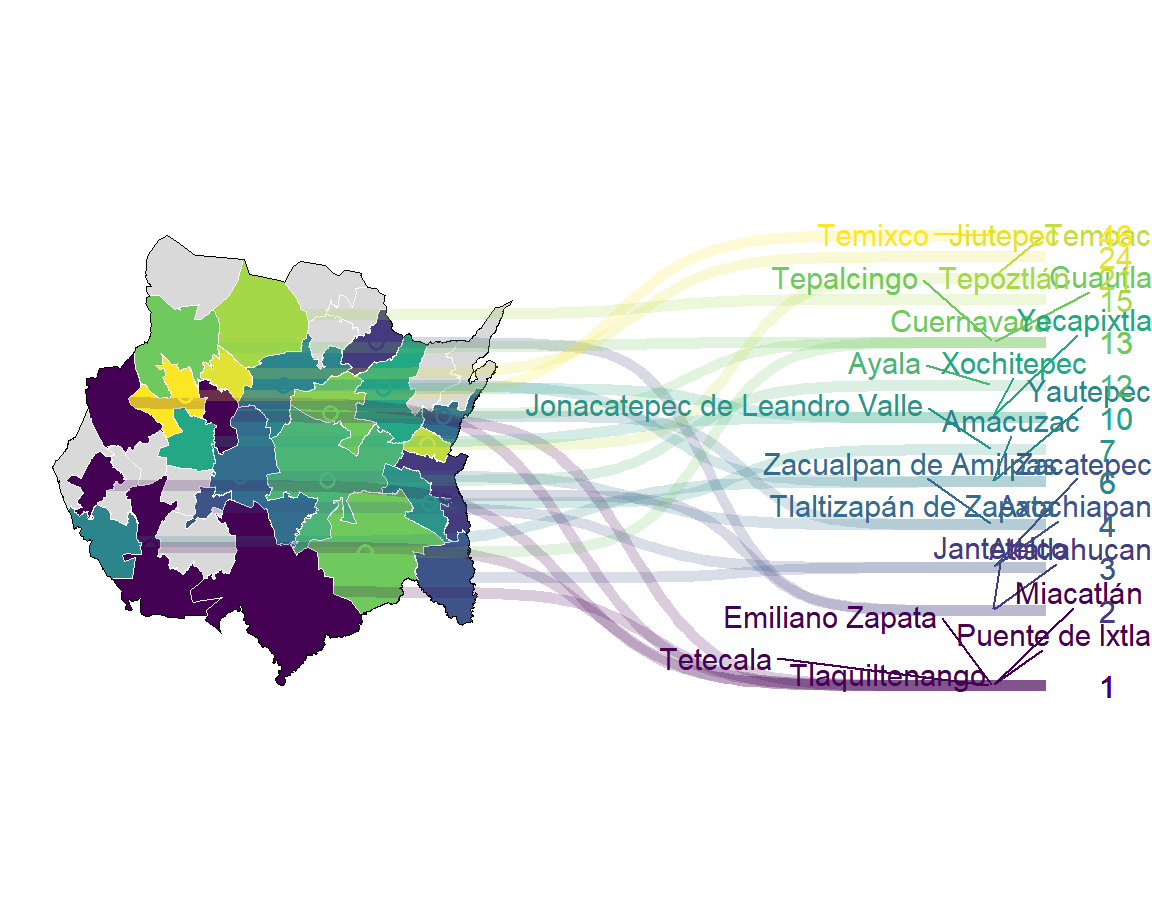 Temixco
Jiutepec
Temoac
24
Tepalcingo
Tepoztlán
Cuautla
15
Cuernavaca
Yecapixtla
13
Ayala
Xochitepec
12
Yautepec
Jonacatepec de Leandro Valle
Amacuzac
10
7
Zacualpan de Amilpas
Zacatepec
6
Tlaltizapán de Zapata
Axochiapan
4
Jantetelco
Atlatlahucan
3
Miacatlán
2
Emiliano Zapata
Puente de Ixtla
Tetecala
Tlaquiltenango
1